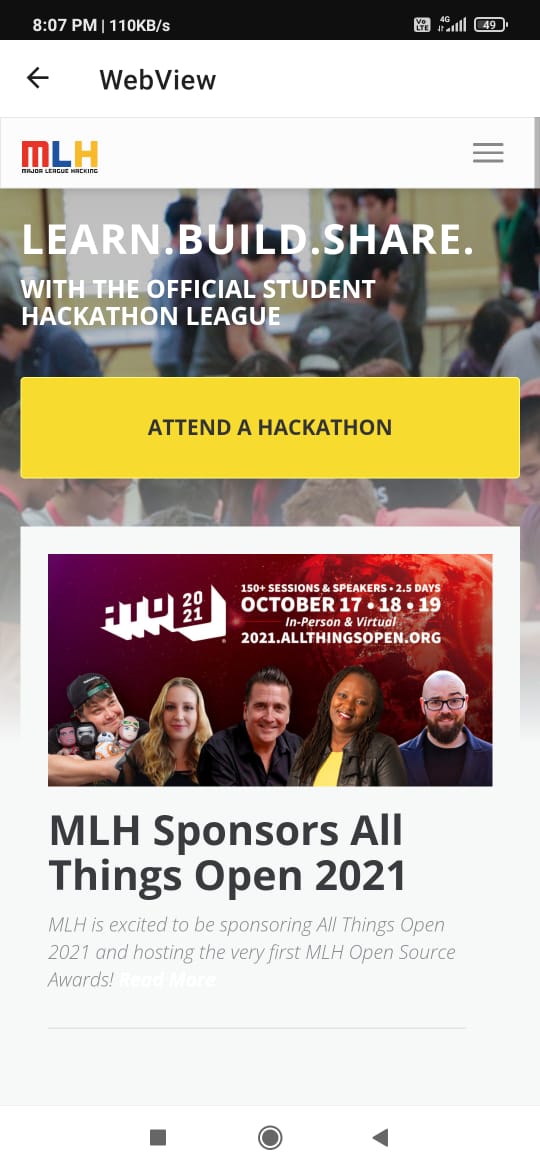 8:07 PM | 110KB/s
Vo LTE 4G 49
WebView
MLH
MAJOR LEAGUE HACKING
LEARN.BUILD.SHARE.
WITH THE OFFICIAL STUDENT
HACKATHON LEAGUE
ATTEND A HACKATHON
ATO 2021
150+ SESSIONS & SPEAKERS • 2.5 DAYS
OCTOBER 17 • 18 • 19
In-Person & Virtual
2021.ALLTHINGSOPEN.ORG
MLH Sponsors All
Things Open 2021
MLH is excited to be sponsoring All Things Open
2021 and hosting the very first MLH Open Source
Awards! Read More